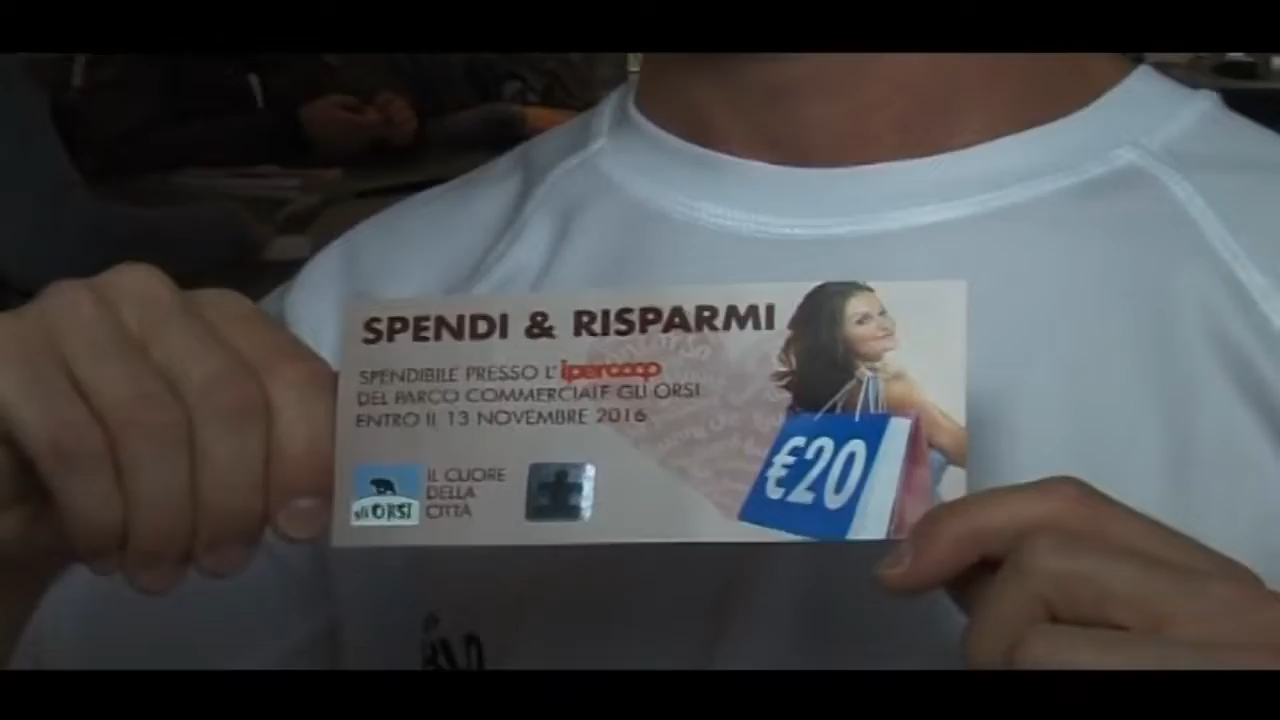 SPENDI & RISPARMI
SPENDIBILE PRESSO L' ipercoop
DEL PARCO COMMERCIALE GLI ORSI
ENTRO IL 13 NOVEMBRE 2016
€20
IL CUORE
DELLA
CITTÀ
gli ORSI